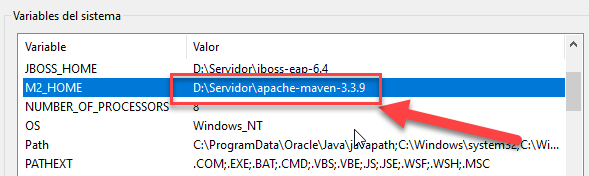 Variables del sistema
Variable Valor
JBOSS_HOME D:\Servidor\jboss-eap-6.4
M2_HOME D:\Servidor\apache-maven-3.3.9
NUMBER_OF_PROCESSORS 8
OS Windows_NT
Path C:\ProgramData\Oracle\Java\javapath;C:\Windows\system32;C:\Wi...
PATHEXT .COM;.EXE;.BAT;.CMD;.VBS;.VBE;.JS;.JSE;.WSF;.WSH;.MSC